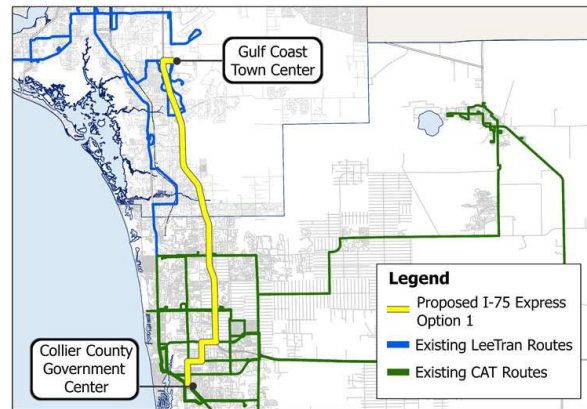 Gulf Coast
Town Center
Legend
Proposed I-75 Express
Option 1
Existing LeeTran Routes
Existing CAT Routes
Collier County
Government
Center